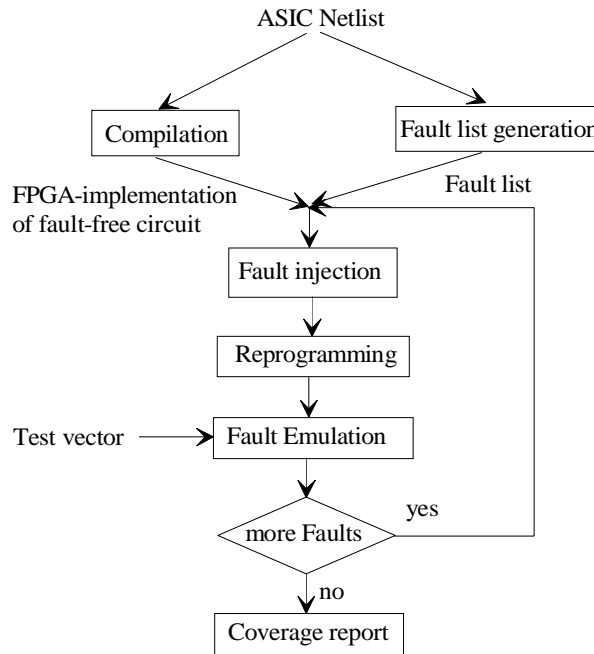 ASIC Netlist
Compilation
Fault list generation
FPGA-implementation
of fault-free circuit
Fault list
Fault injection
Reprogramming
Test vector
Fault Emulation
more Faults
yes
no
Coverage report